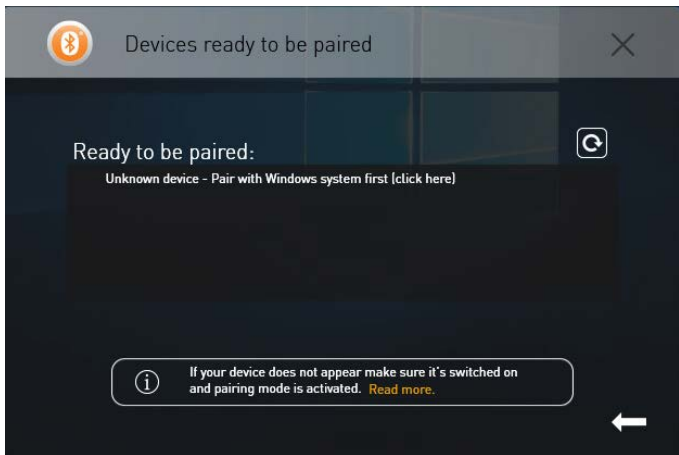 Devices ready to be paired
Ready to be paired:
Unknown device - Pair with Windows system first (click here)
If your device does not appear make sure it's switched on
and pairing mode is activated. Read more.